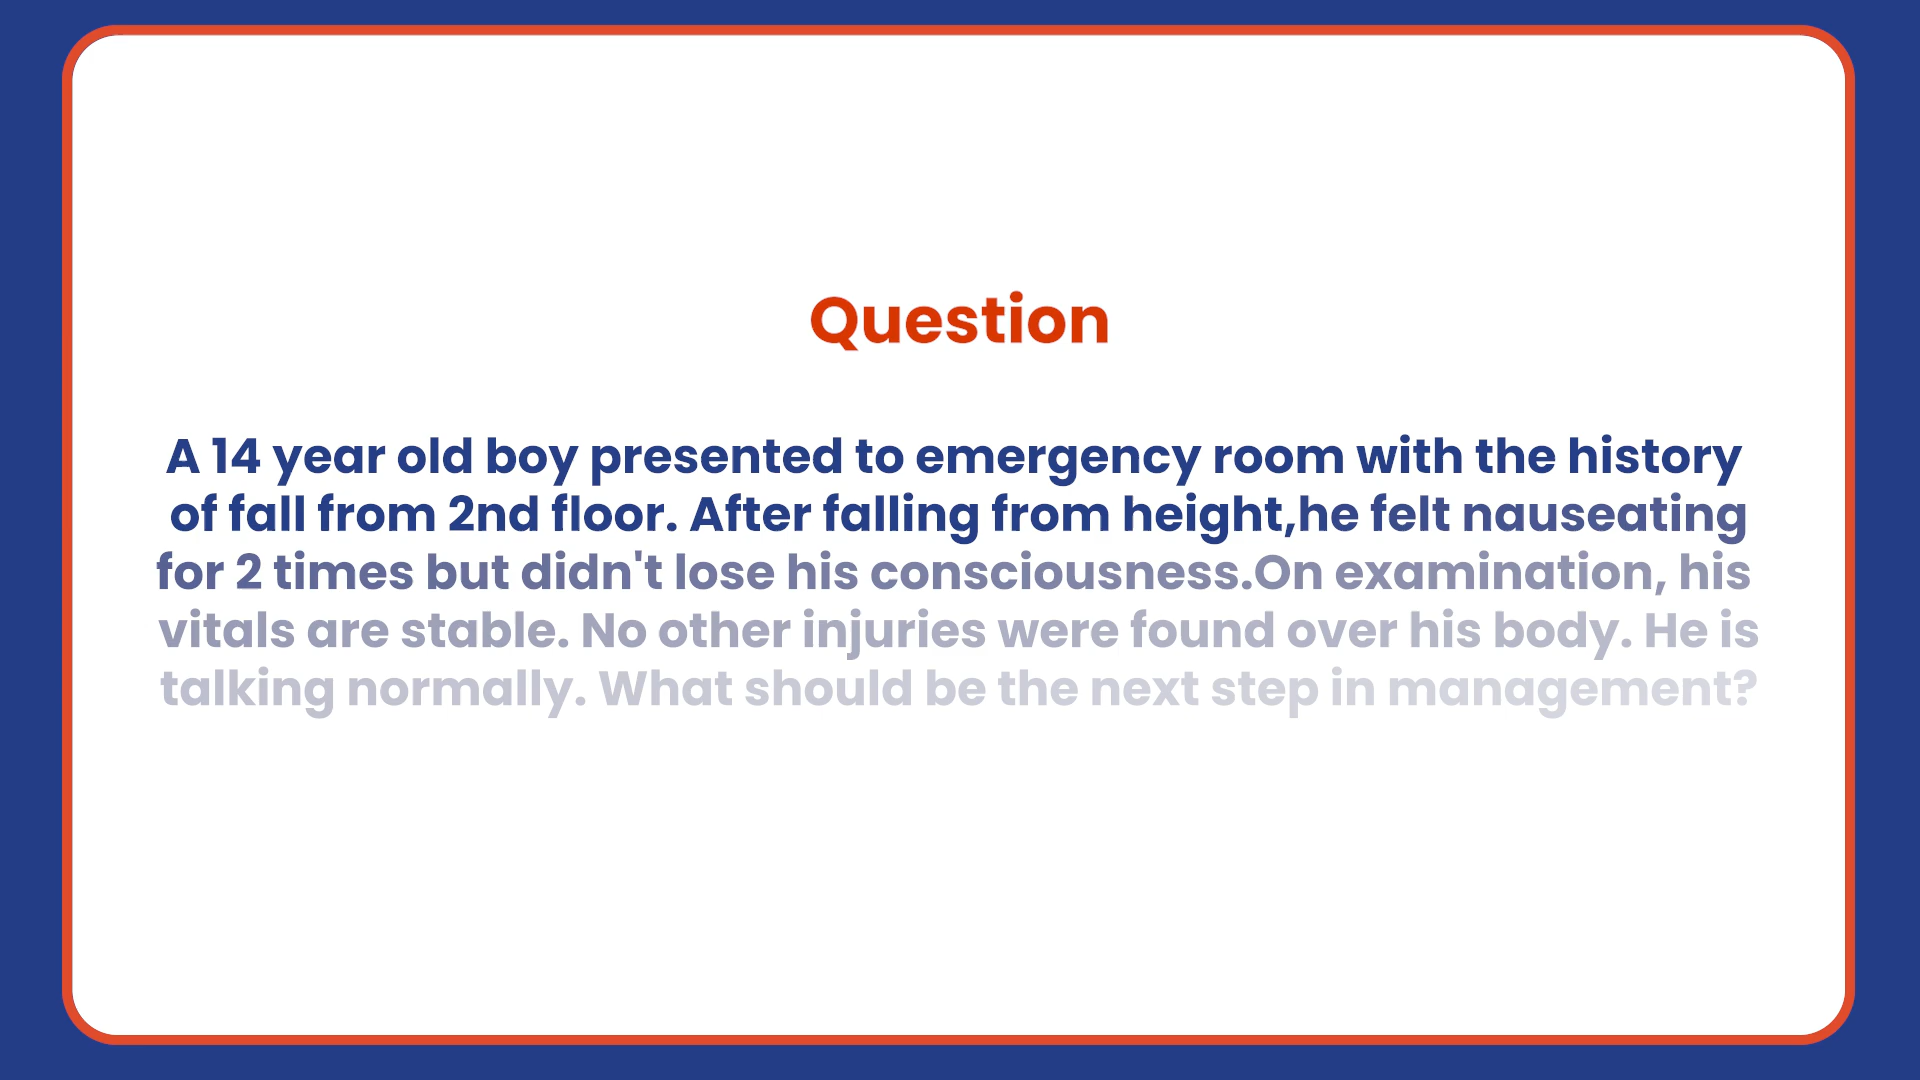 Question
A 14 year old boy presented to emergency room with the history
of fall from 2nd floor. After falling from height,he felt nauseating
for 2 times but didn't lose his consciousness.On examination, his
vitals are stable. No other injuries were found over his body. He is
talking normally. What should be the next step in management?